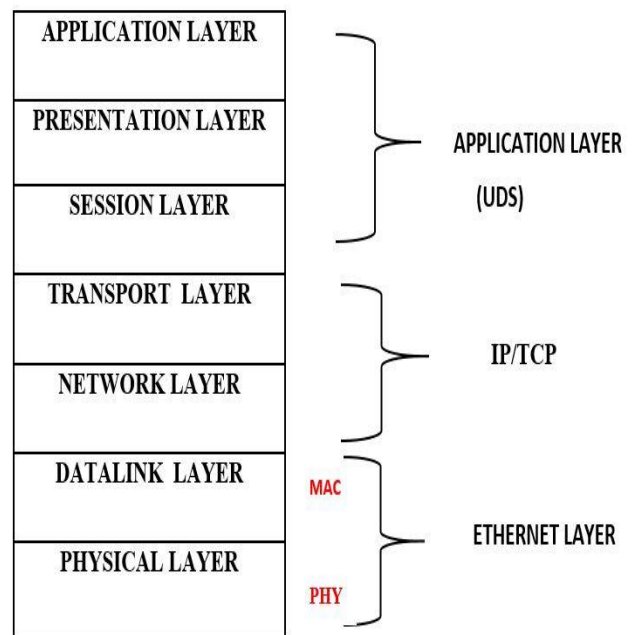 APPLICATION LAYER
PRESENTATION LAYER
SESSION LAYER
TRANSPORT LAYER
NETWORK LAYER
DATALINK LAYER
PHYSICAL LAYER
APPLICATION LAYER
(UDS)
IP/TCP
MAC
ETHERNET LAYER
PHY